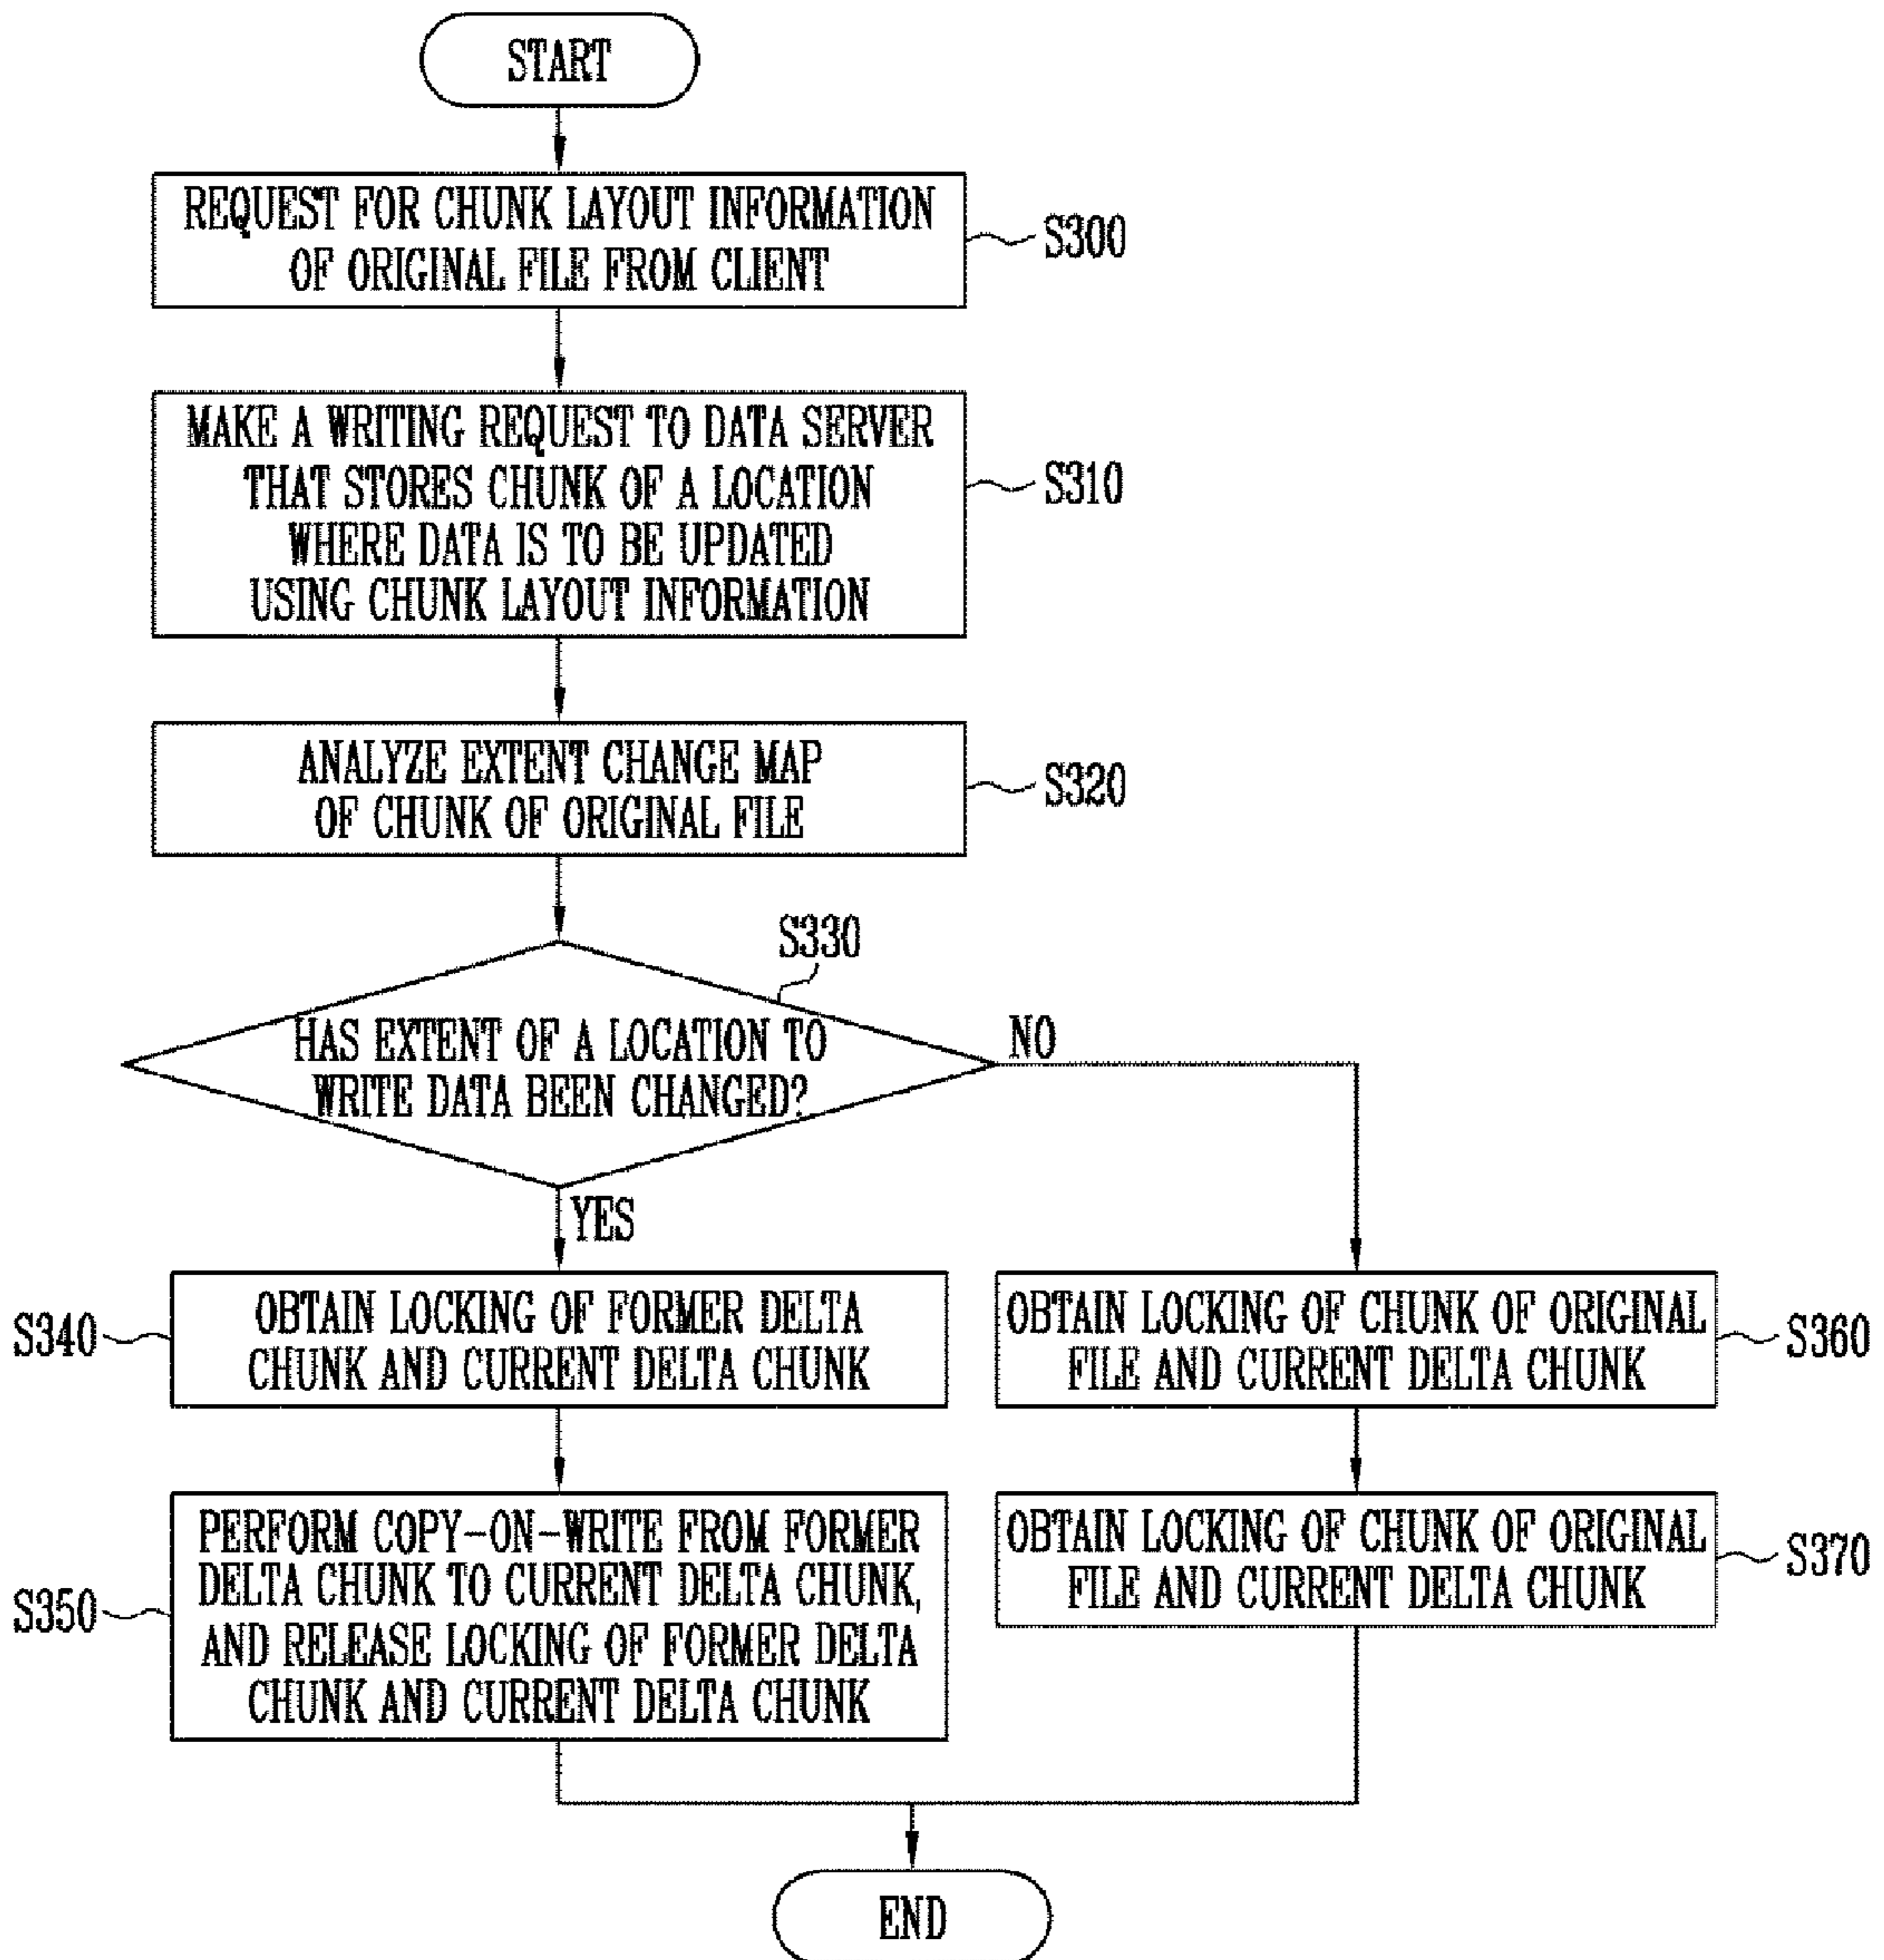 START
REQUEST FOR CHUNK LAYOUT INFORMATION
OF ORIGINAL FILE FROM CLIENT
S300
MAKE A WRITING REQUEST TO DATA SERVER
THAT STORES CHUNK OF A LOCATION
WHERE DATA IS TO BE UPDATED
USING CHUNK LAYOUT INFORMATION
S310
ANALYZE EXTENT CHANGE MAP
OF CHUNK OF ORIGINAL FILE
S320
S330
HAS EXTENT OF A LOCATION TO
WRITE DATA BEEN CHANGED?
NO
YES
S340
OBTAIN LOCKING OF FORMER DELTA
CHUNK AND CURRENT DELTA CHUNK
OBTAIN LOCKING OF CHUNK OF ORIGINAL
FILE AND CURRENT DELTA CHUNK
S360
S350
PERFORM COPY-ON-WRITE FROM FORMER
DELTA CHUNK TO CURRENT DELTA CHUNK,
AND RELEASE LOCKING OF FORMER DELTA
CHUNK AND CURRENT DELTA CHUNK
OBTAIN LOCKING OF CHUNK OF ORIGINAL
FILE AND CURRENT DELTA CHUNK
S370
END